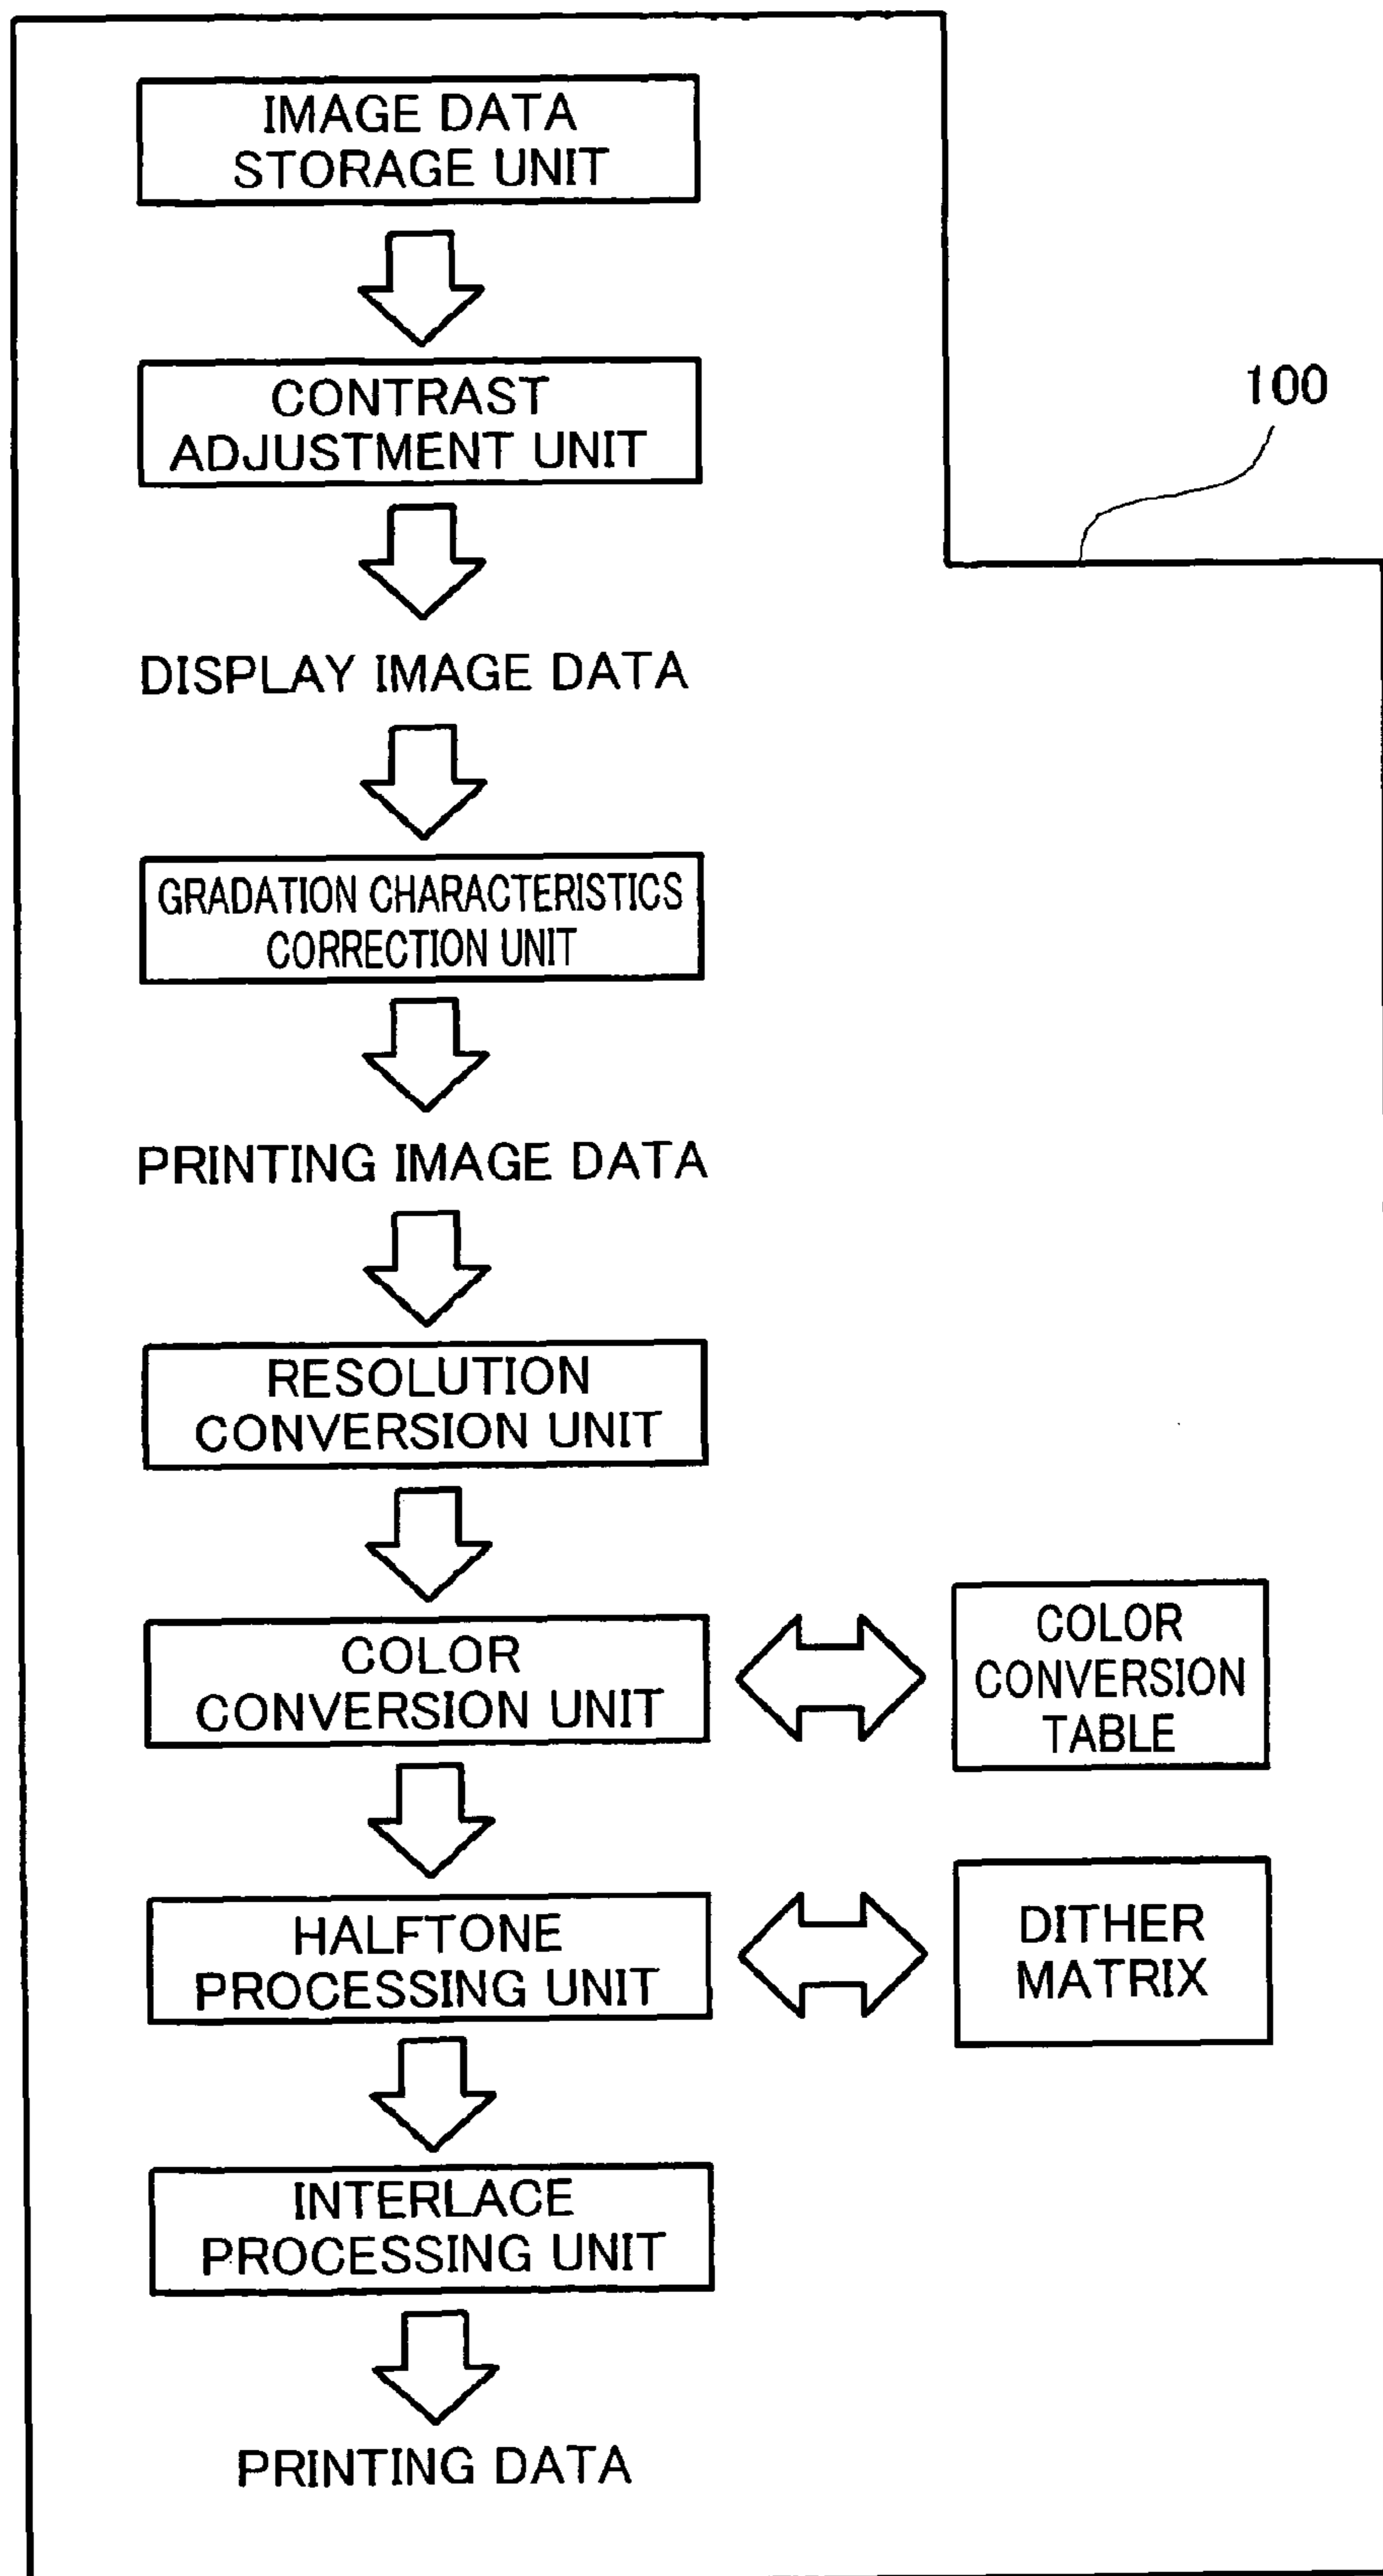 IMAGE DATA
STORAGE UNIT
CONTRAST
ADJUSTMENT UNIT
100
DISPLAY IMAGE DATA
GRADATION CHARACTERISTICS
CORRECTION UNIT
PRINTING IMAGE DATA
RESOLUTION
CONVERSION UNIT
COLOR
CONVERSION UNIT
COLOR
CONVERSION
TABLE
HALFTONE
PROCESSING UNIT
DITHER
MATRIX
INTERLACE
PROCESSING UNIT
PRINTING DATA